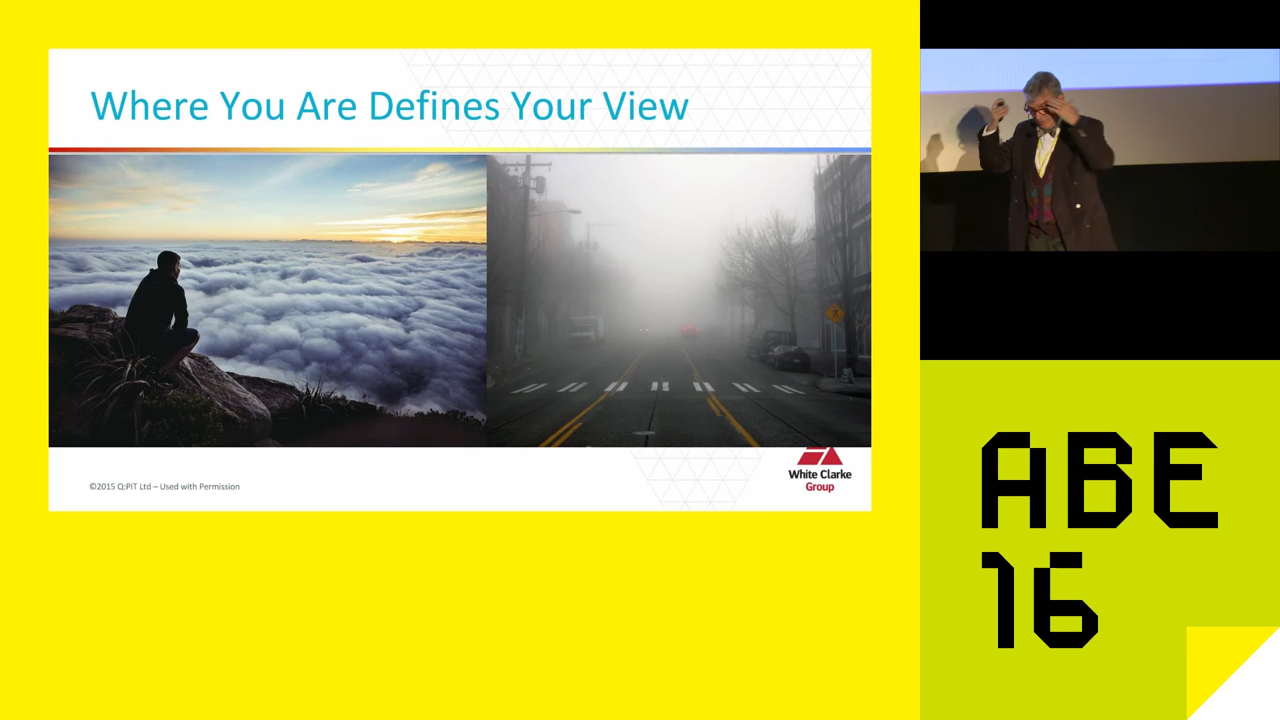 Where You Are Defines Your View
©2015 Q:PIT Ltd – Used with Permission
White Clarke
Group
ABE
16